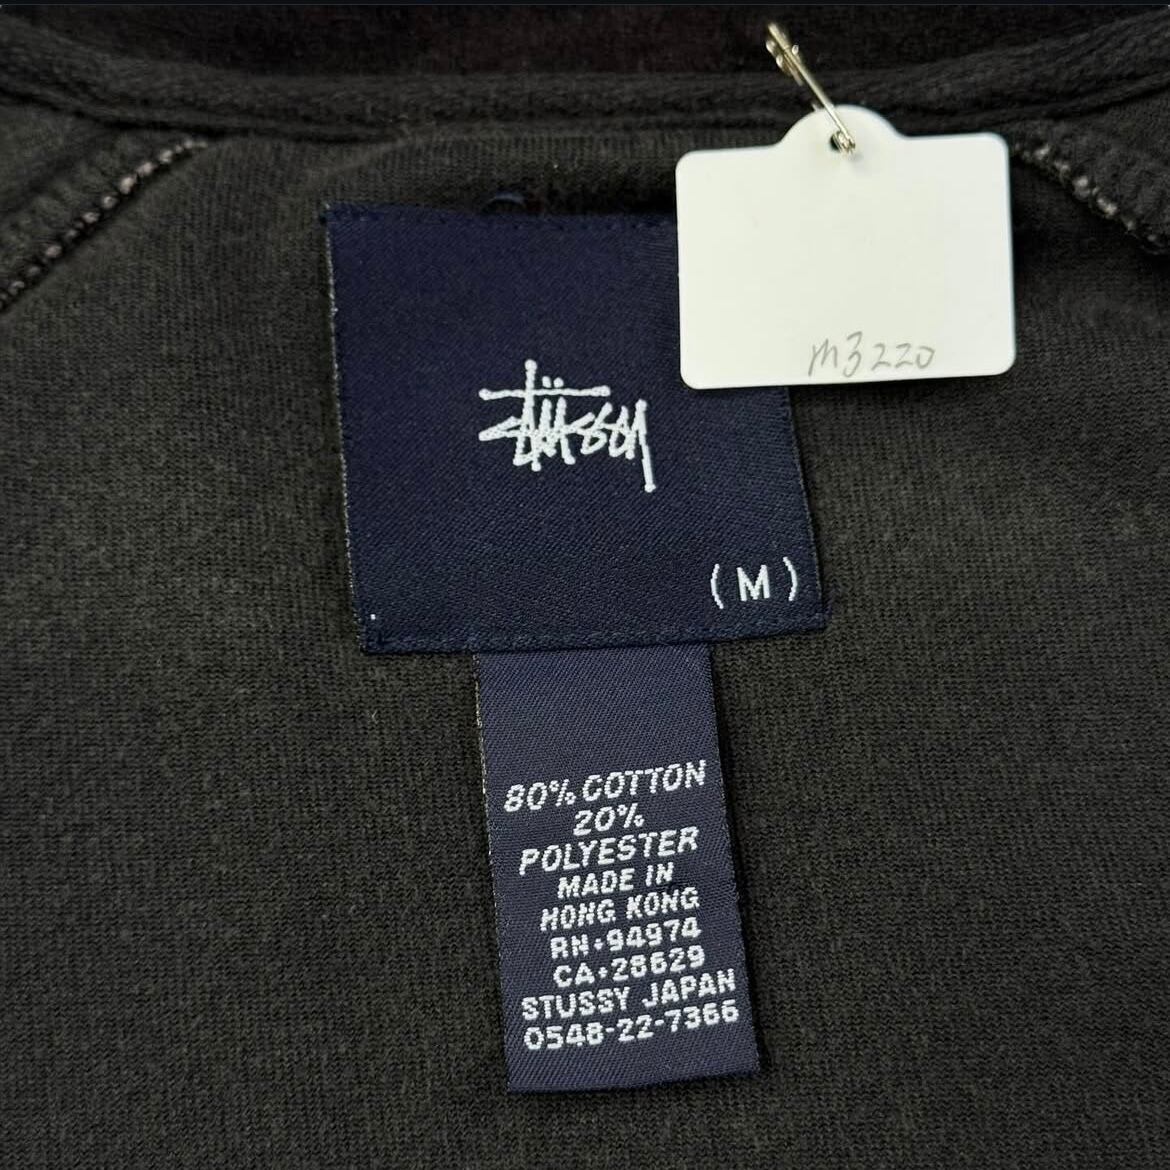 m3220
Stüssy
(M)
80% COTTON
20%
POLYESTER
MADE IN
HONG KONG
RN·94974
CA·28629
STUSSY JAPAN
0548-22-7366